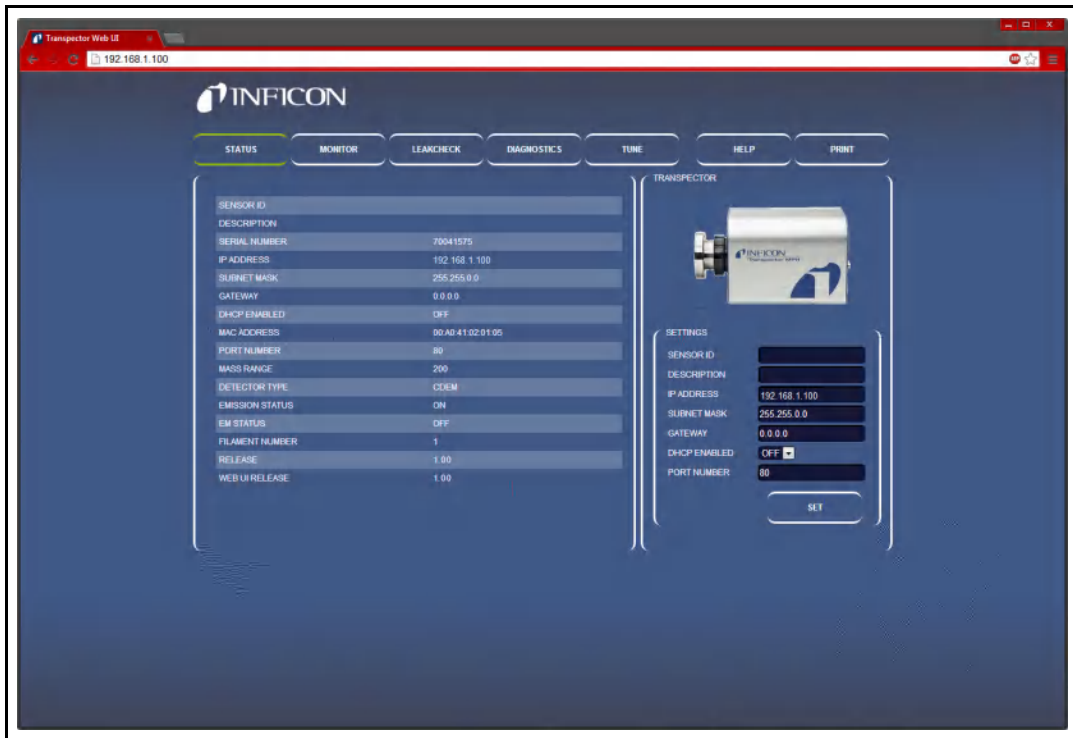 Transpector Web UI
192.168.1.100
INFICON
STATUS MONITOR LEAKCHECK DIAGNOSTICS TUNE HELP PRINT
SENSOR ID
DESCRIPTION
SERIAL NUMBER 70041575
IP ADDRESS 192.168.1.100
SUBNET MASK 255.255.0.0
GATEWAY 0.0.0.0
DHCP ENABLED OFF
MAC ADDRESS 00:A0:41:02:01:05
PORT NUMBER 80
MASS RANGE 200
DETECTOR TYPE CDEM
EMISSION STATUS ON
EM STATUS OFF
FILAMENT NUMBER 1
RELEASE 1.00
WEB UI RELEASE 1.00
TRANSPECTOR
INFICON
Transpector MPH
SETTINGS
SENSOR ID
DESCRIPTION
IP ADDRESS 192.168.1.100
SUBNET MASK 255.255.0.0
GATEWAY 0.0.0.0
DHCP ENABLED OFF
PORT NUMBER 80
SET